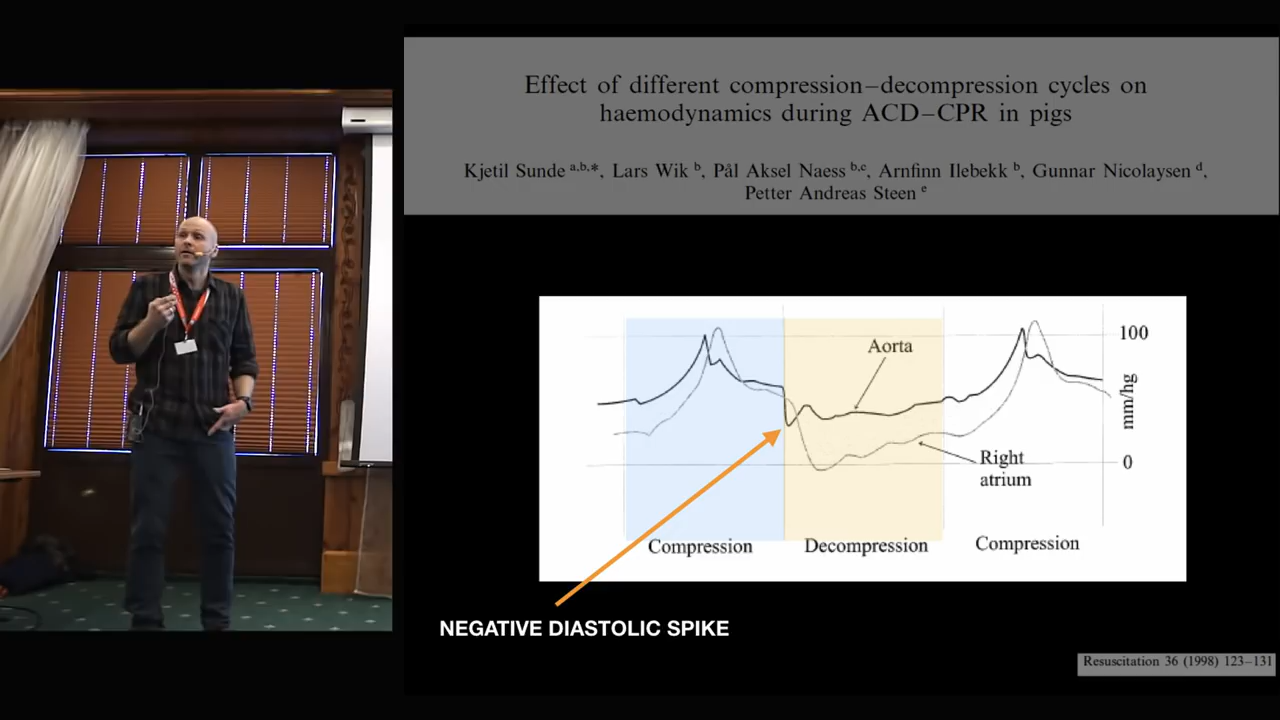 Effect of different compression–decompression cycles on
haemodynamics during ACD–CPR in pigs
Kjetil Sunde a,b,*, Lars Wik b, Pål Aksel Naess b,c, Arnfinn Ilebekk b, Gunnar Nicolaysen d,
Petter Andreas Steen e
100
Aorta
mm/hg
0
Right
atrium
Compression
Decompression
Compression
NEGATIVE DIASTOLIC SPIKE
Resuscitation 36 (1998) 123–131